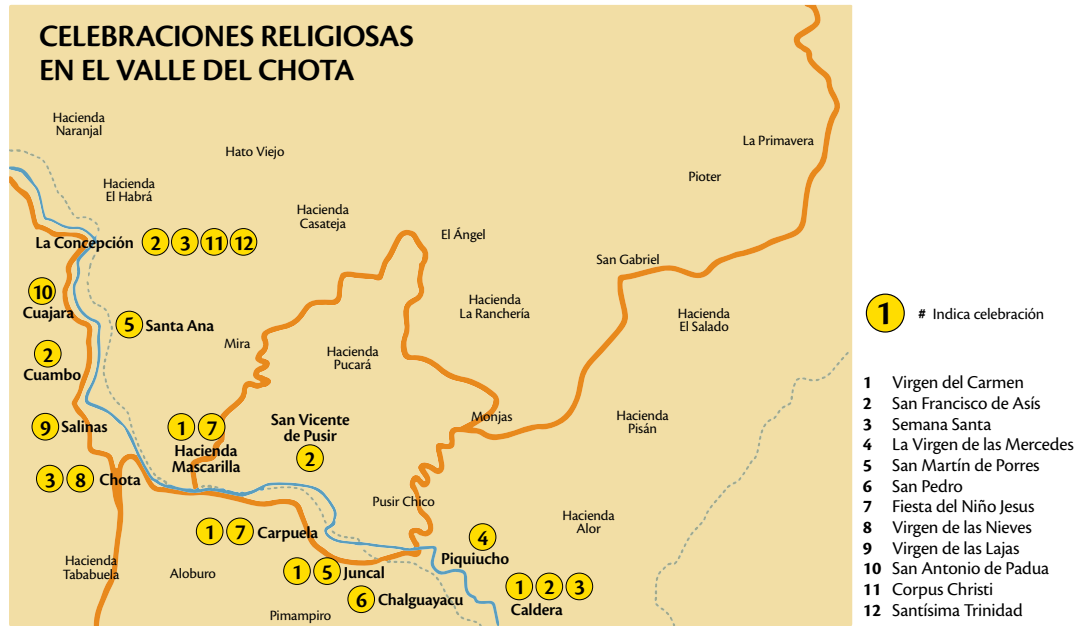 CELEBRACIONES RELIGIOSAS
EN EL VALLE DEL CHOTA
Hacienda
Naranjal
Hato Viejo
La Primavera
Pioter
Hacienda
El Habrá
Hacienda
Casateja
El Ángel
La Concepción 2 3 11 12
San Gabriel
10
Cuajara
5 Santa Ana
Hacienda
La Ranchería
Hacienda
El Salado
Mira
2
Cuambo
Hacienda
Pucará
9 Salinas
1 7
Hacienda
Mascarilla
San Vicente
de Pusir
2
Monjas
Hacienda
Pisán
3 8 Chota
Pusir Chico
Hacienda
Alor
1 7 Carpuela
4
Piquiucho
Hacienda
Tababuela
Aloburo
1 5 Juncal
6 Chalguayacu
1 2 3
Caldera
Pimampiro
1 # Indica celebración
1 Virgen del Carmen
2 San Francisco de Asís
3 Semana Santa
4 La Virgen de las Mercedes
5 San Martín de Porres
6 San Pedro
7 Fiesta del Niño Jesus
8 Virgen de las Nieves
9 Virgen de las Lajas
10 San Antonio de Padua
11 Corpus Christi
12 Santísima Trinidad